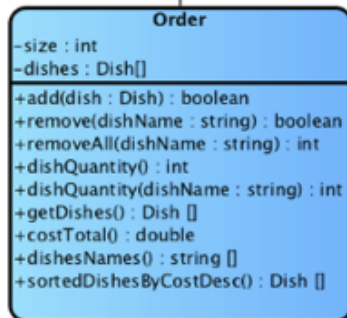 Order
-size : int
-dishes : Dish[]
+add(dish : Dish) : boolean
+remove(dishName : string) : boolean
+removeAll(dishName : string) : int
+dishQuantity() : int
+dishQuantity(dishName : string) : int
+getDishes() : Dish []
+costTotal() : double
+dishesNames() : string []
+sortedDishesByCostDesc() : Dish []